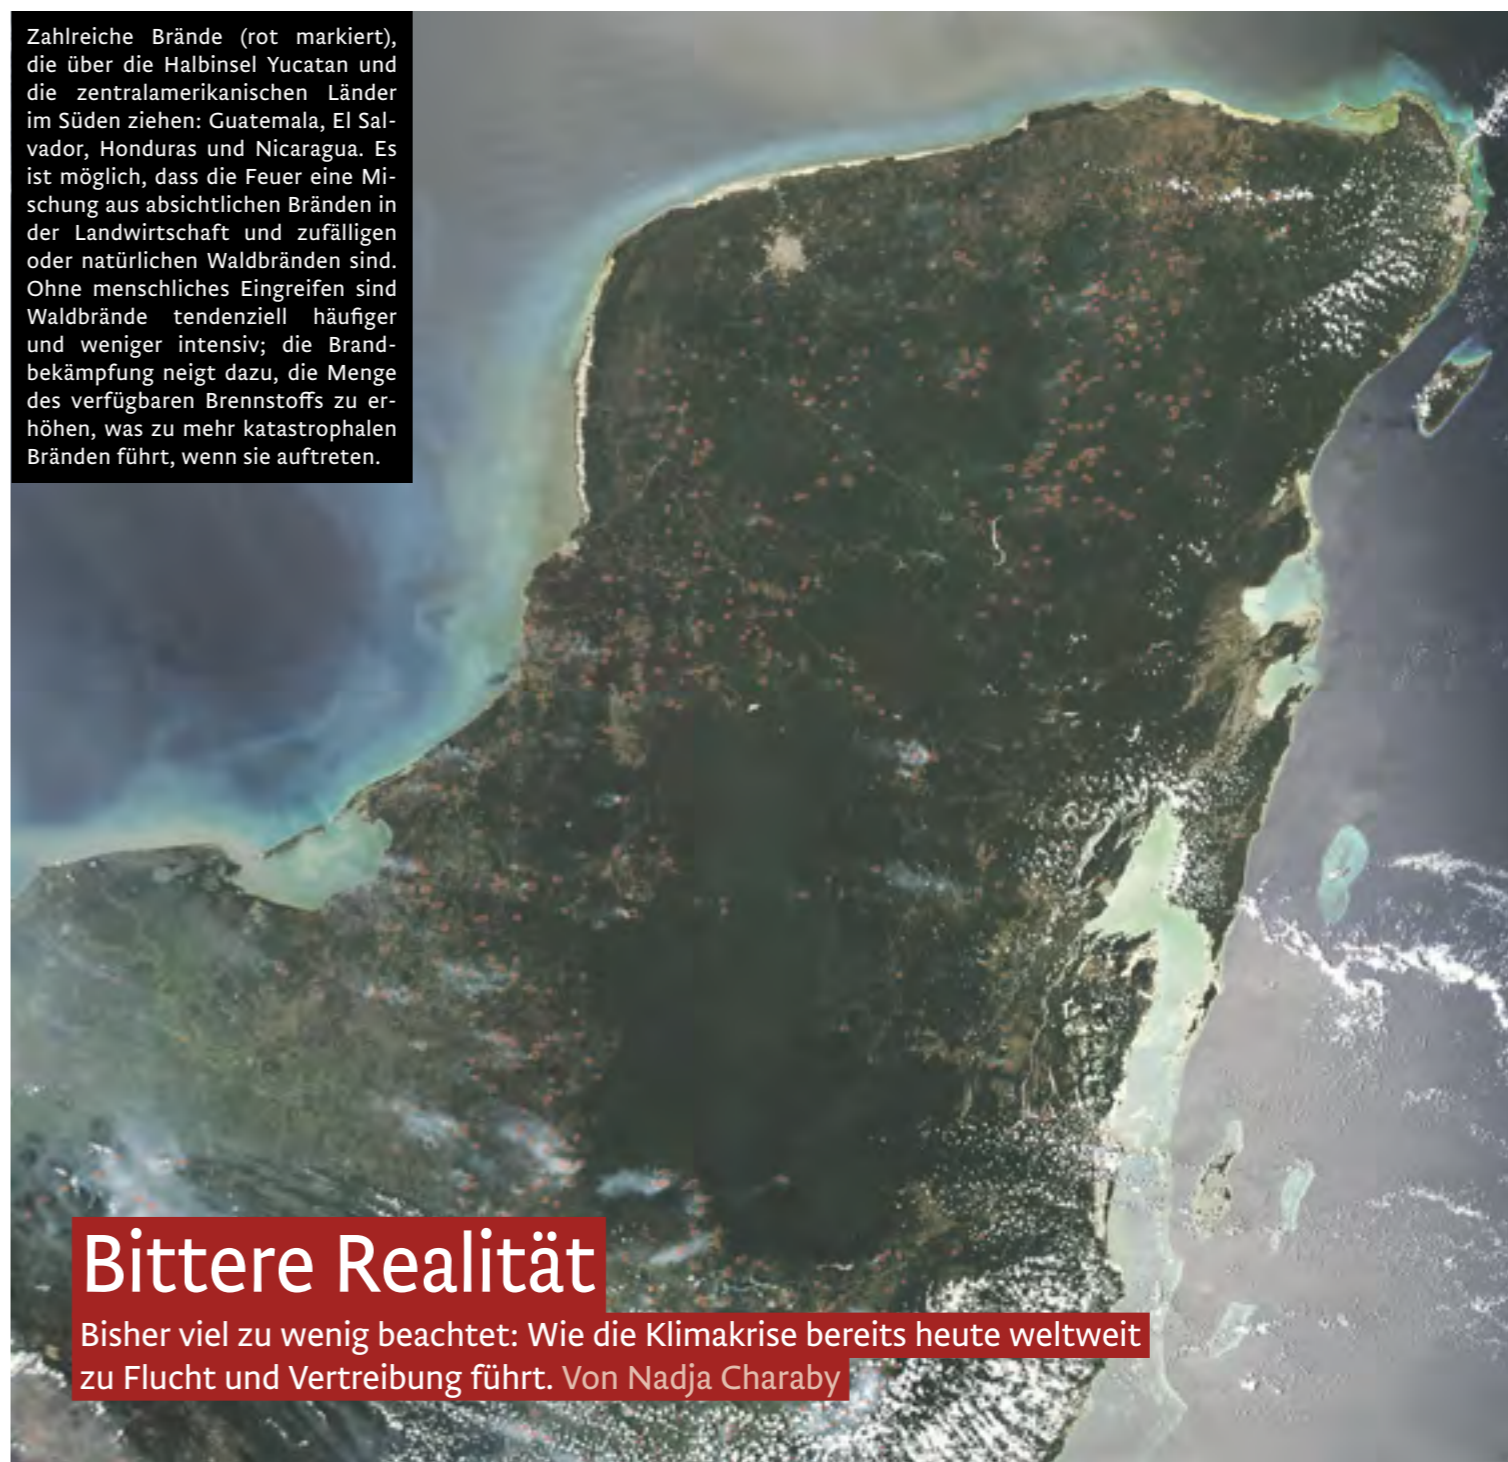 Zahlreiche Brände (rot markiert),
die über die Halbinsel Yucatan und
die zentralamerikanischen Länder
im Süden ziehen: Guatemala, El Sal-
vador, Honduras und Nicaragua. Es
ist möglich, dass die Feuer eine Mi-
schung aus absichtlichen Bränden in
der Landwirtschaft und zufälligen
oder natürlichen Waldbränden sind.
Ohne menschliches Eingreifen sind
Waldbrände tendenziell häufiger
und weniger intensiv; die Brand-
bekämpfung neigt dazu, die Menge
des verfügbaren Brennstoffs zu er-
höhen, was zu mehr katastrophalen
Bränden führt, wenn sie auftreten.
Bittere Realität
Bisher viel zu wenig beachtet: Wie die Klimakrise bereits heute weltweit
zu Flucht und Vertreibung führt. Von Nadja Charaby